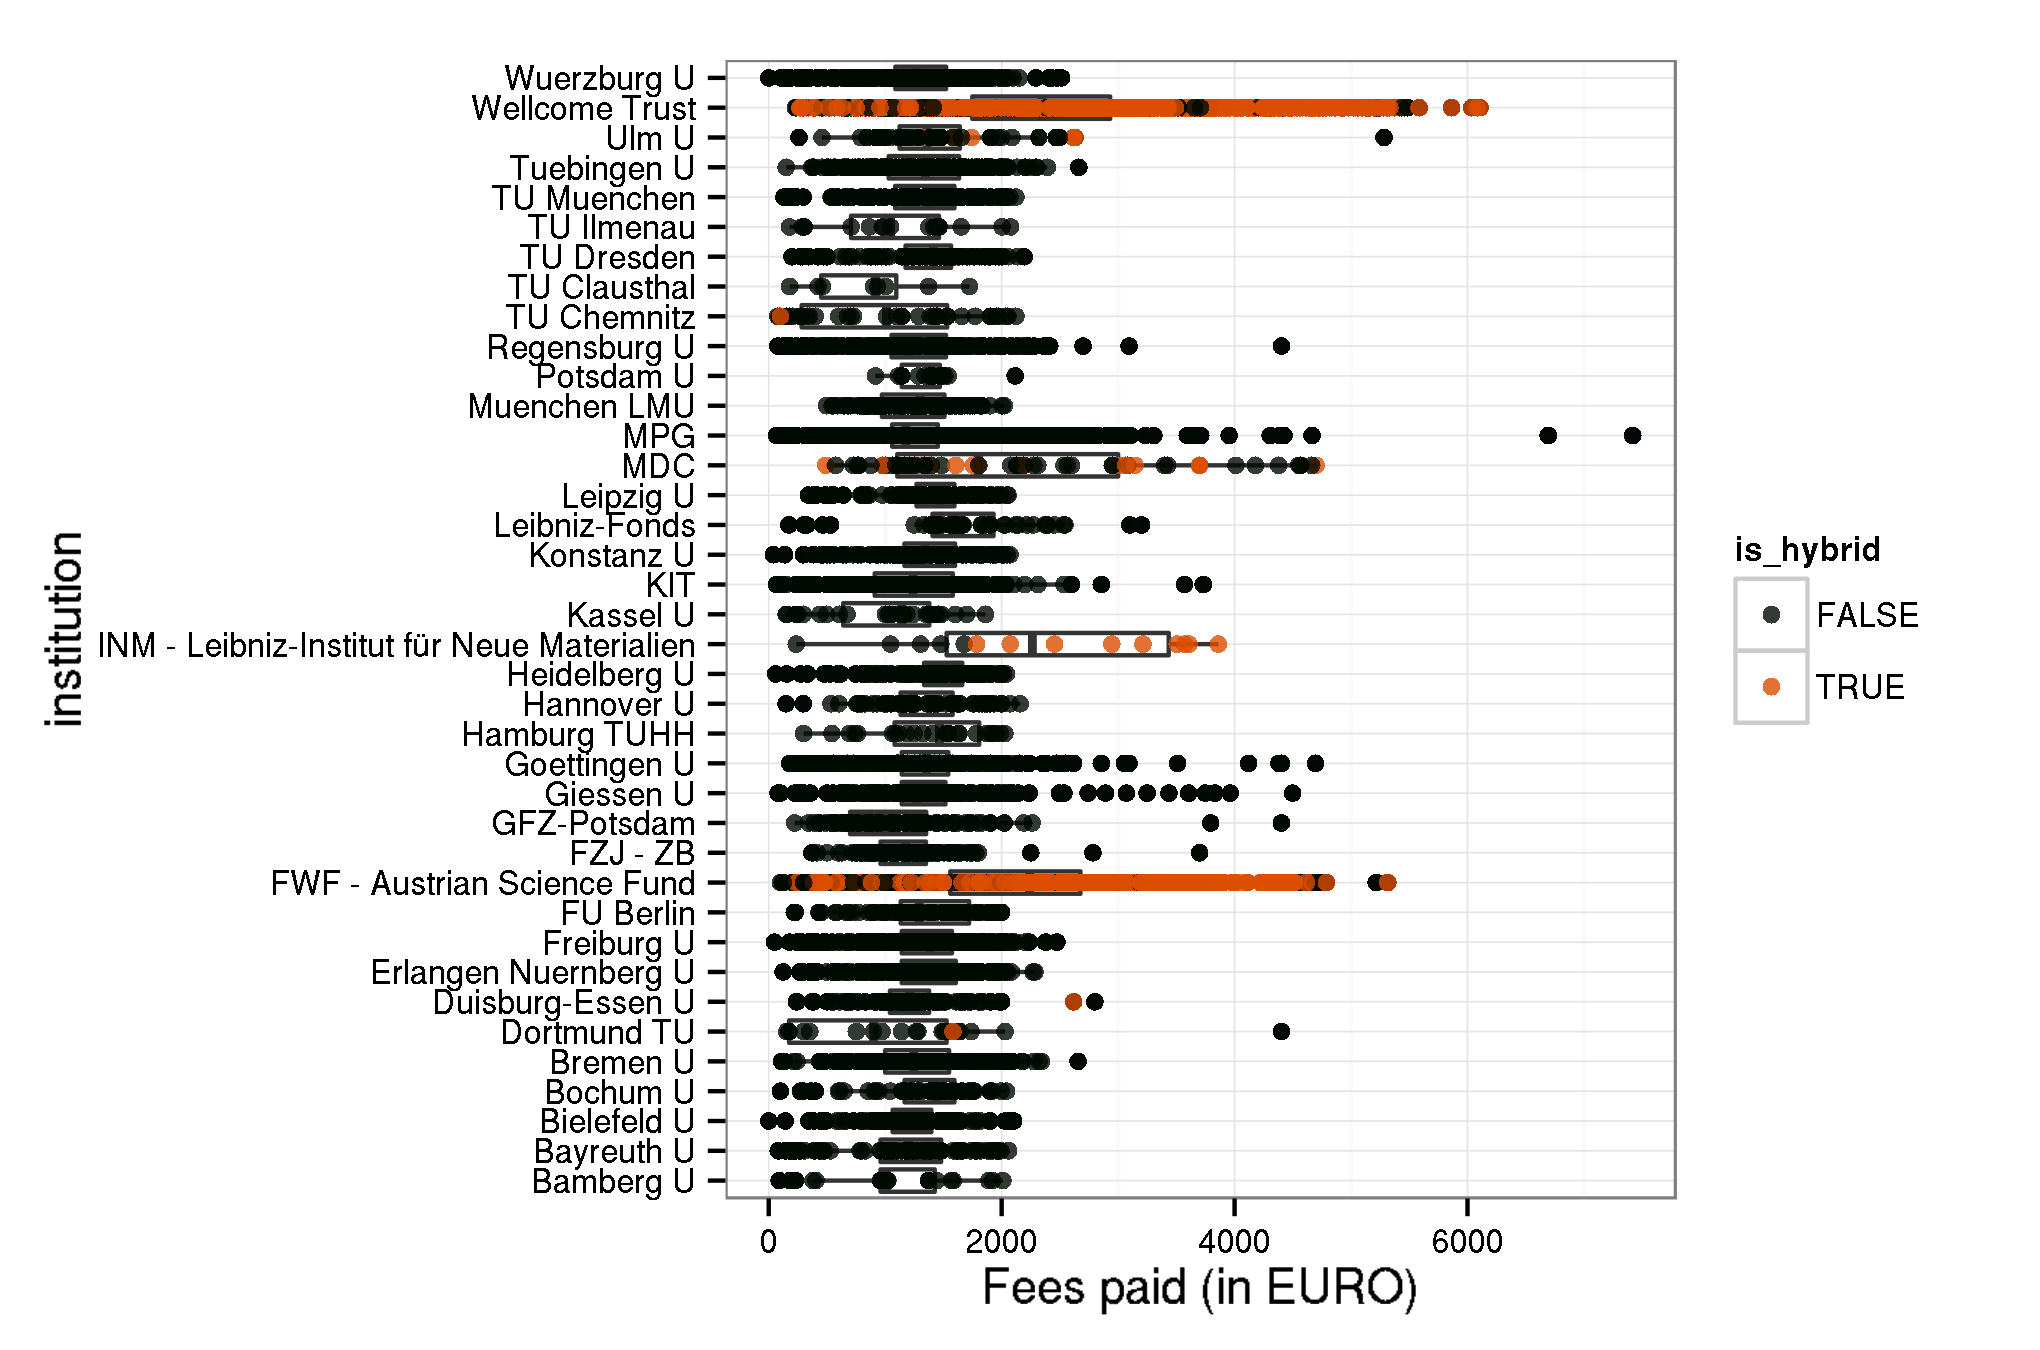 Wuerzburg U
Wellcome Trust
Ulm U
Tuebingen U
TU Muenchen
TU Ilmenau
TU Dresden
TU Clausthal
TU Chemnitz
Regensburg U
Potsdam U
Muenchen LMU
MPG
MDC
Leipzig U
Leibniz-Fonds
Konstanz U
KIT
Kassel U
INM - Leibniz-Institut für Neue Materialien
Heidelberg U
Hannover U
Hamburg TUHH
Goettingen U
Giessen U
GFZ-Potsdam
FZJ - ZB
FWF - Austrian Science Fund
FU Berlin
Freiburg U
Erlangen Nuernberg U
Duisburg-Essen U
Dortmund TU
Bremen U
Bochum U
Bielefeld U
Bayreuth U
Bamberg U
institution
0 2000 4000 6000
Fees paid (in EURO)
is_hybrid
FALSE
TRUE